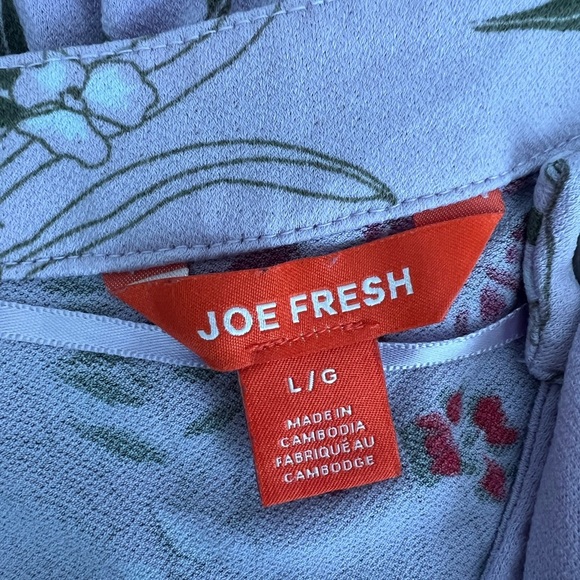 JOE FRESH
L/G
MADE IN
CAMBODIA
FABRIQUÉ AU
CAMBODGE